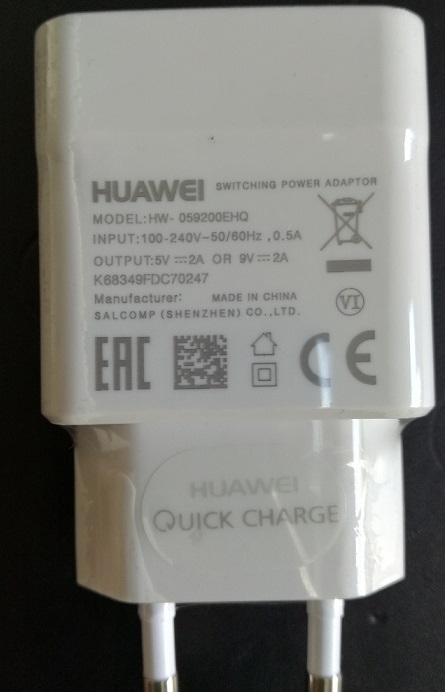 HUAWEI SWITCHING POWER ADAPTOR
MODEL:HW- 059200EHQ
INPUT:100-240V~50/60Hz ,0.5A
OUTPUT:5V⎓2A OR 9V⎓2A
K68349FDC70247
Manufacturer: MADE IN CHINA
SALCOMP (SHENZHEN) CO.,LTD.
VI
EAC CE
HUAWEI
QUICK CHARGE